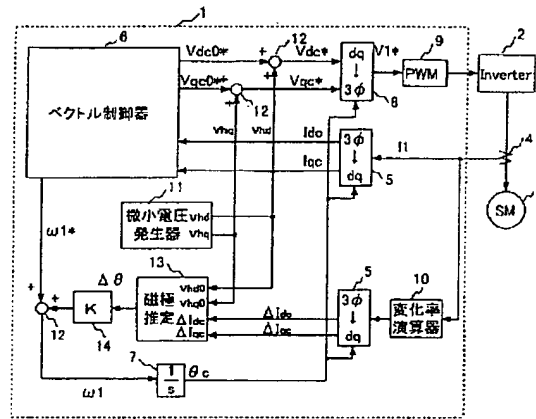 1
6
12
9
2
Vdc0*
+
+
Vdc*
dq
↓
3φ
V1*
PWM
Inverter
Vqc0*
+
+
Vqc*
8
ベクトル制御器
vhq
12
vhd
Idc
3φ
↓
dq
I1
4
Iqc
5
SM
11
微小電圧
発生器
vhd
vhq
ω1*
13
Δθ
磁極
推定
vhd0
vhq0
ΔIdc
ΔIqc
5
10
ΔIdc
ΔIqc
3φ
↓
dq
変化率
演算器
+
+
K
12
14
7
1
s
θc
ω1